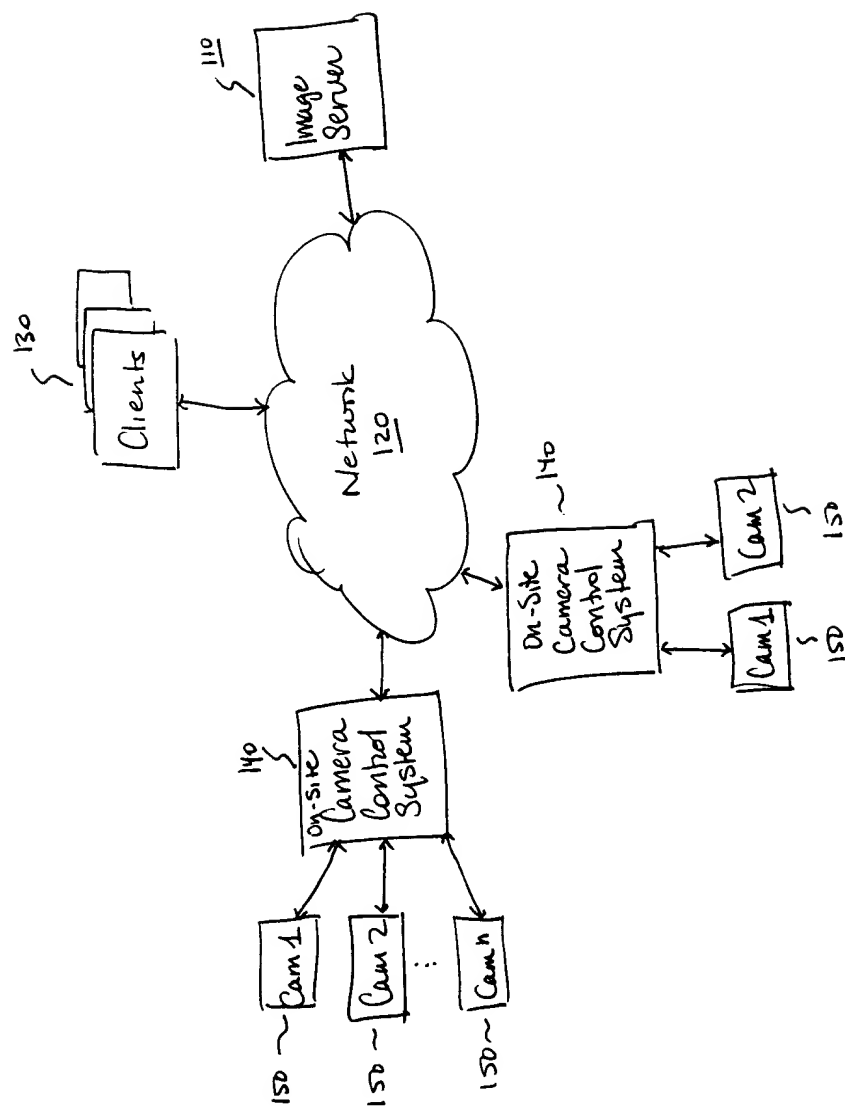 110
Image
Server
130
Clients
Network
120
140
On-Site
Camera
Control
System
140
On-Site
Camera
Control
System
Cam 1
150
Cam 2
150
150
Cam 1
150
Cam 2
...
150
Cam n